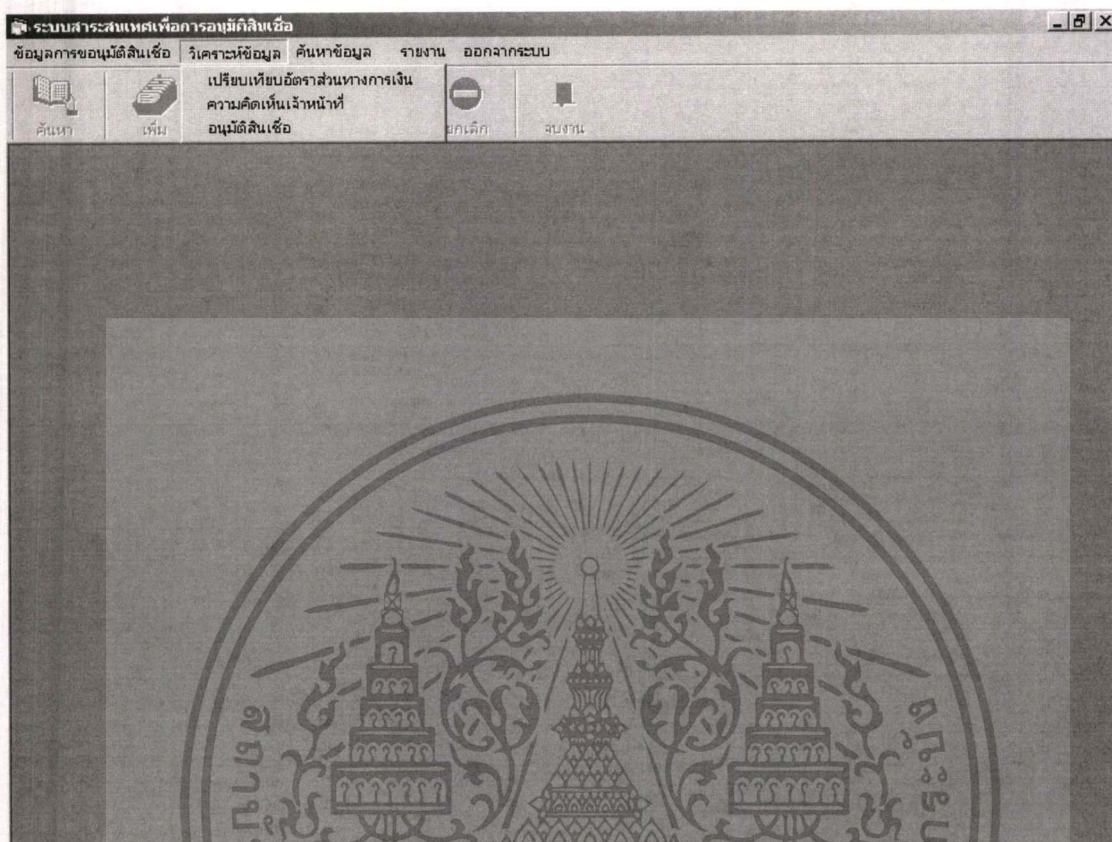 ระบบสาระสนเทศเพื่อการอนุมัติสินเชื่อ
ข้อมูลการขอนุมัติสินเชื่อ วิเคราะห์ข้อมูล ค้นหาข้อมูล รายงาน ออกจากระบบ
เปรียบเทียบอัตราส่วนทางการเงิน
ความคิดเห็นเจ้าหน้าที่
อนุมัติสินเชื่อ
ค้นหา เพิ่ม ยกเลิก จบงาน